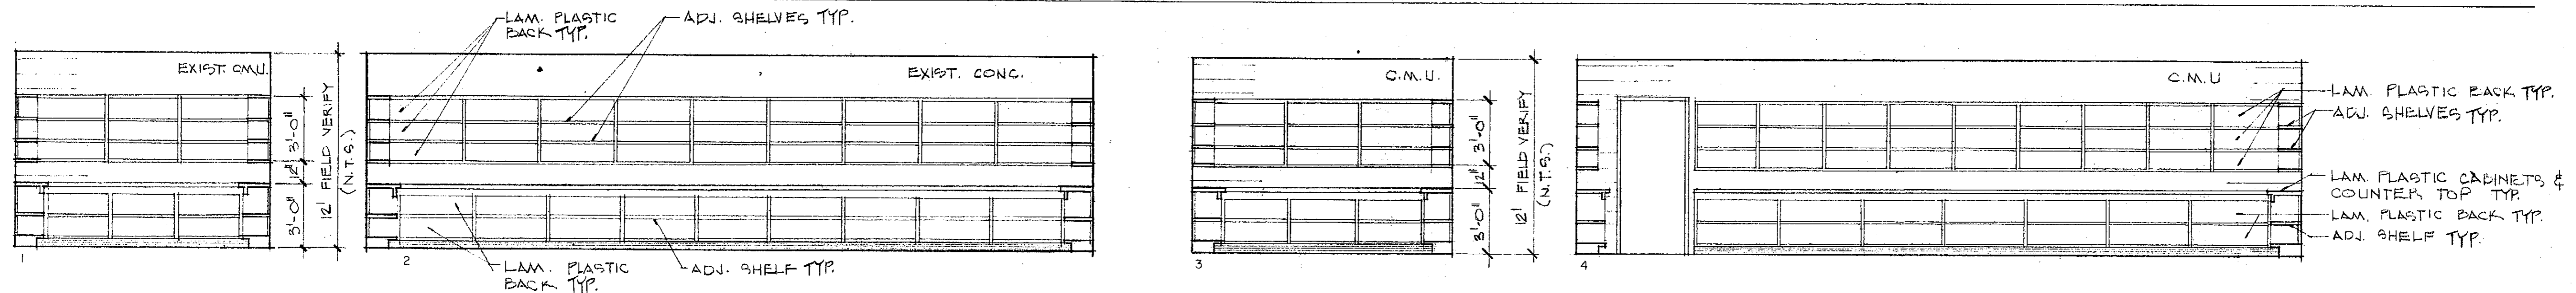 LAM. PLASTIC
BACK TYP.
ADJ. SHELVES TYP.
EXIST. CMU.
3'-0"
12"
3'-0"
12' FIELD VERIFY
(N.T.S.)
1
EXIST. CONC.
2
LAM. PLASTIC
BACK TYP.
ADJ. SHELF TYP.
C.M.U.
3'-0"
12"
3'-0"
12' FIELD VERIFY
(N.T.S.)
3
C.M.U
4
LAM. PLASTIC BACK TYP.
ADJ. SHELVES TYP.
LAM. PLASTIC CABINETS &
COUNTER TOP TYP.
LAM. PLASTIC BACK TYP.
ADJ. SHELF TYP.